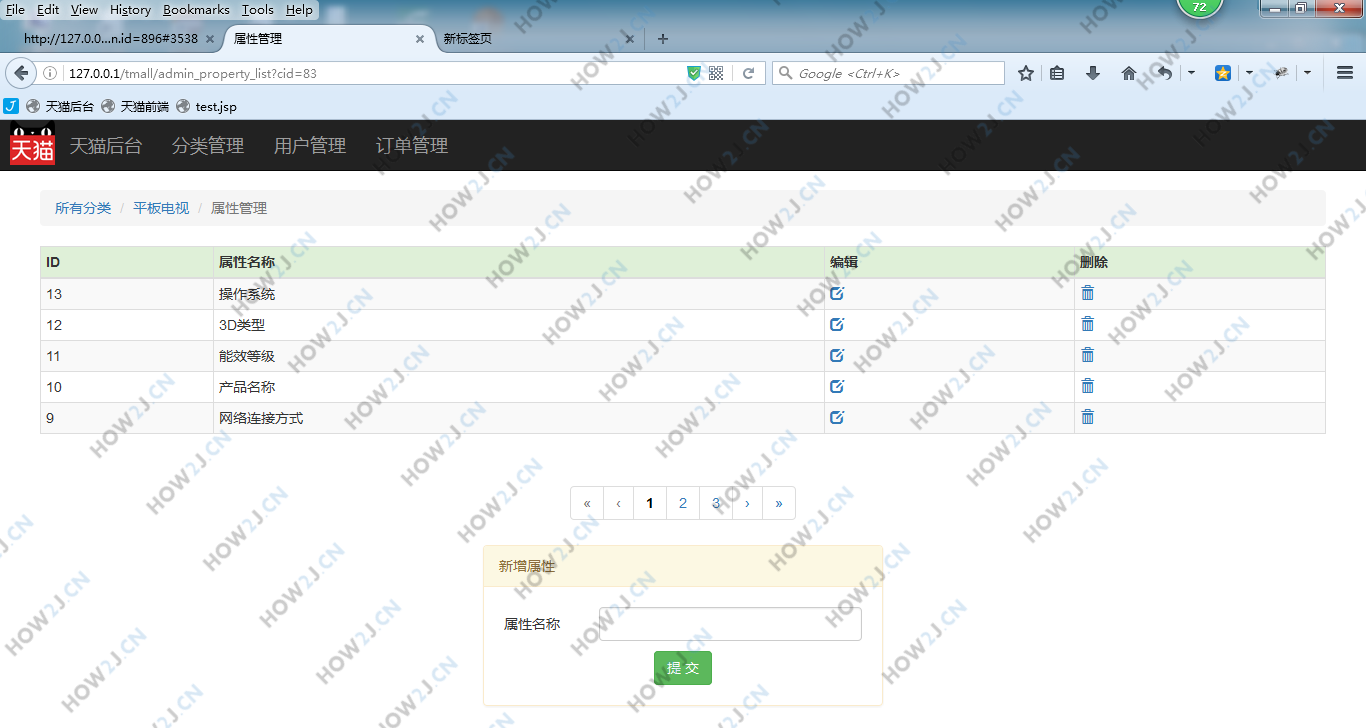 File Edit View History Bookmarks Tools Help
72
http://127.0.0...n.id=896#3538 × 属性管理 × 新标签页 × +
127.0.0.1/tmall/admin_property_list?cid=83 Google <Ctrl+K>
J 天猫后台 天猫前端 test.jsp
天猫 天猫后台 分类管理 用户管理 订单管理
所有分类 / 平板电视 / 属性管理
ID 属性名称 编辑 删除
13 操作系统
12 3D类型
11 能效等级
10 产品名称
9 网络连接方式
« ‹ 1 2 3 › »
新增属性
属性名称
提 交
HOW2J.CN